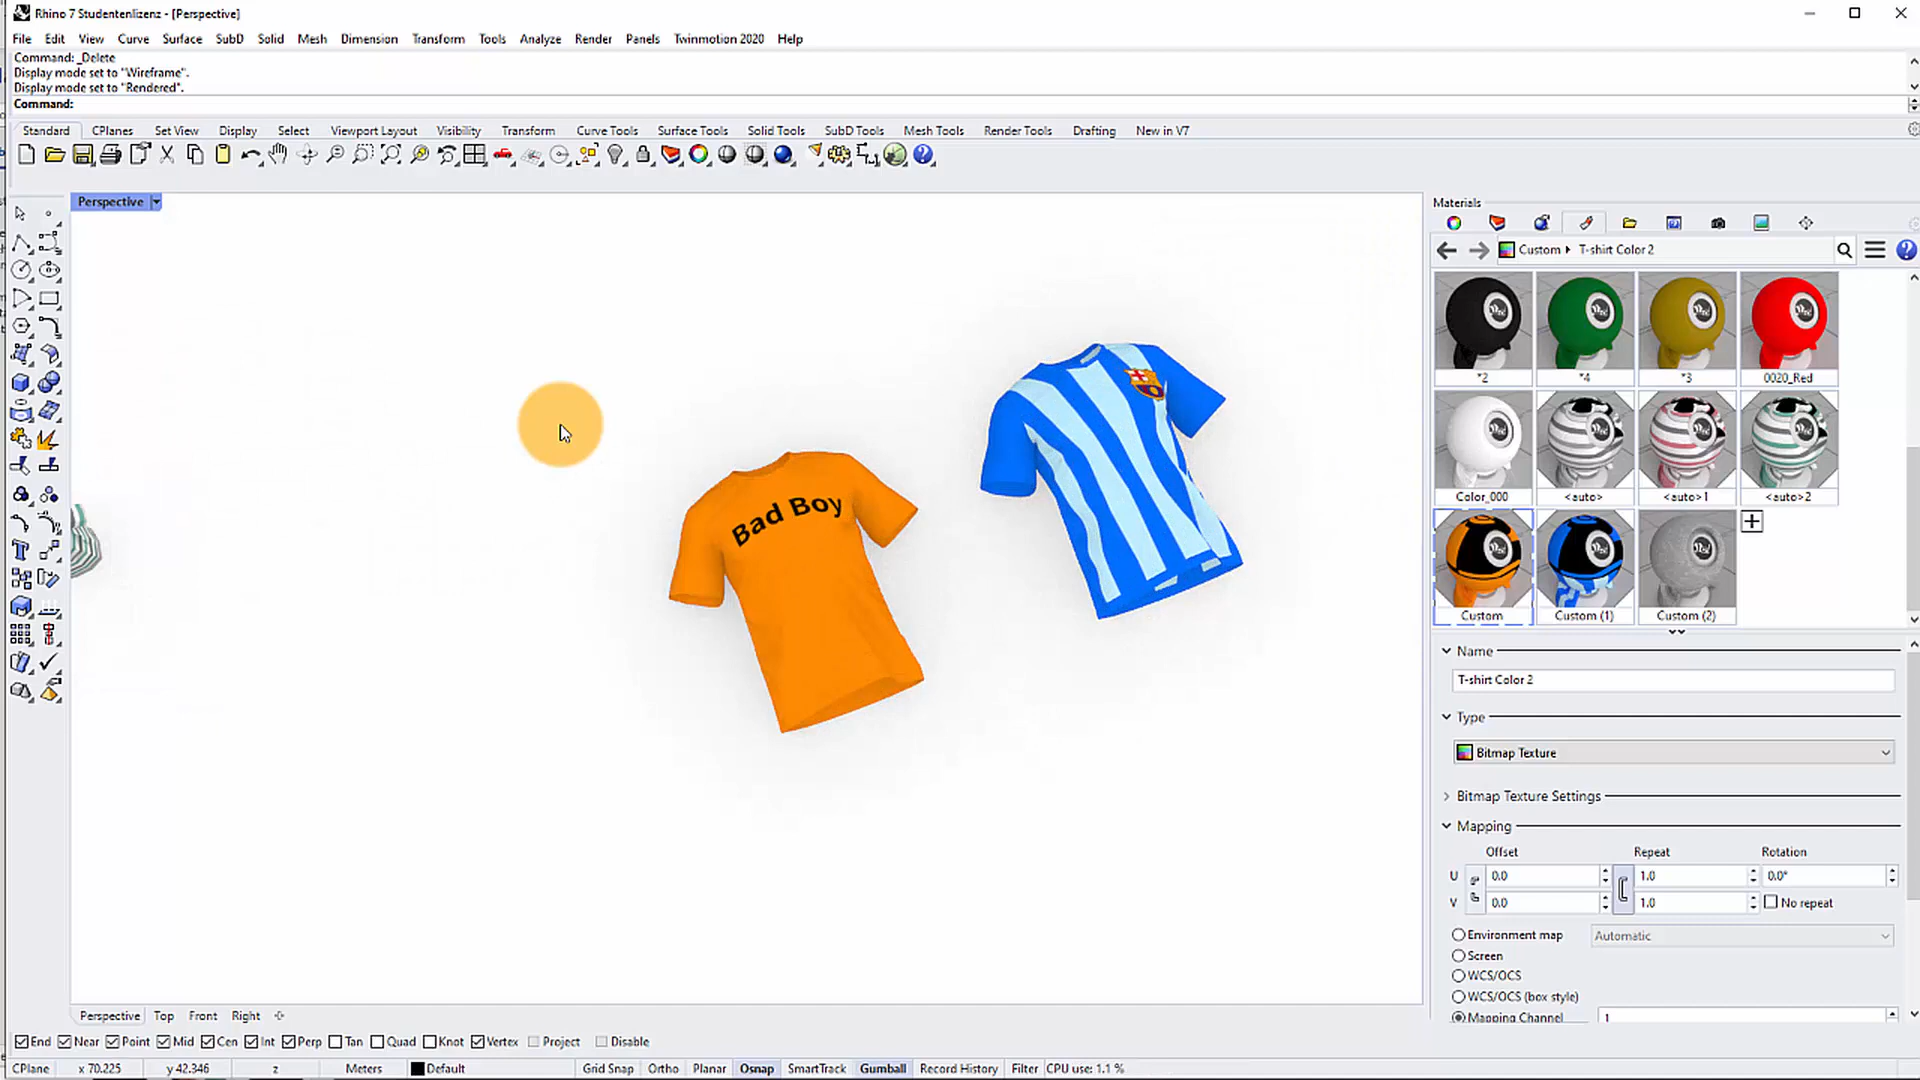 Rhino 7 Studentenlizenz - [Perspective]
File Edit View Curve Surface SubD Solid Mesh Dimension Transform Tools Analyze Render Panels Twinmotion 2020 Help
Command: _Delete
Display mode set to "Wireframe".
Display mode set to "Rendered".
Command:
Standard CPlanes Set View Display Select Viewport Layout Visibility Transform Curve Tools Surface Tools Solid Tools SubD Tools Mesh Tools Render Tools Drafting New in V7
Perspective
Materials
Custom T-shirt Color 2
*2 *4 *3 0020_Red
Color_000 <auto> <auto>1 <auto>2
Custom Custom (1) Custom (2)
Bad Boy
Name
T-shirt Color 2
Type
Bitmap Texture
Bitmap Texture Settings
Mapping
Offset Repeat Rotation
U 0.0 1.0 0.0°
V 0.0 1.0 No repeat
Environment map Automatic
Screen
WCS/OCS
WCS/OCS (box style)
Mapping Channel 1
Perspective Top Front Right
End Near Point Mid Cen Int Perp Tan Quad Knot Vertex Project Disable
CPlane x 70.225 y 42.346 z Meters Default Grid Snap Ortho Planar Osnap SmartTrack Gumball Record History Filter CPU use: 1.1 %